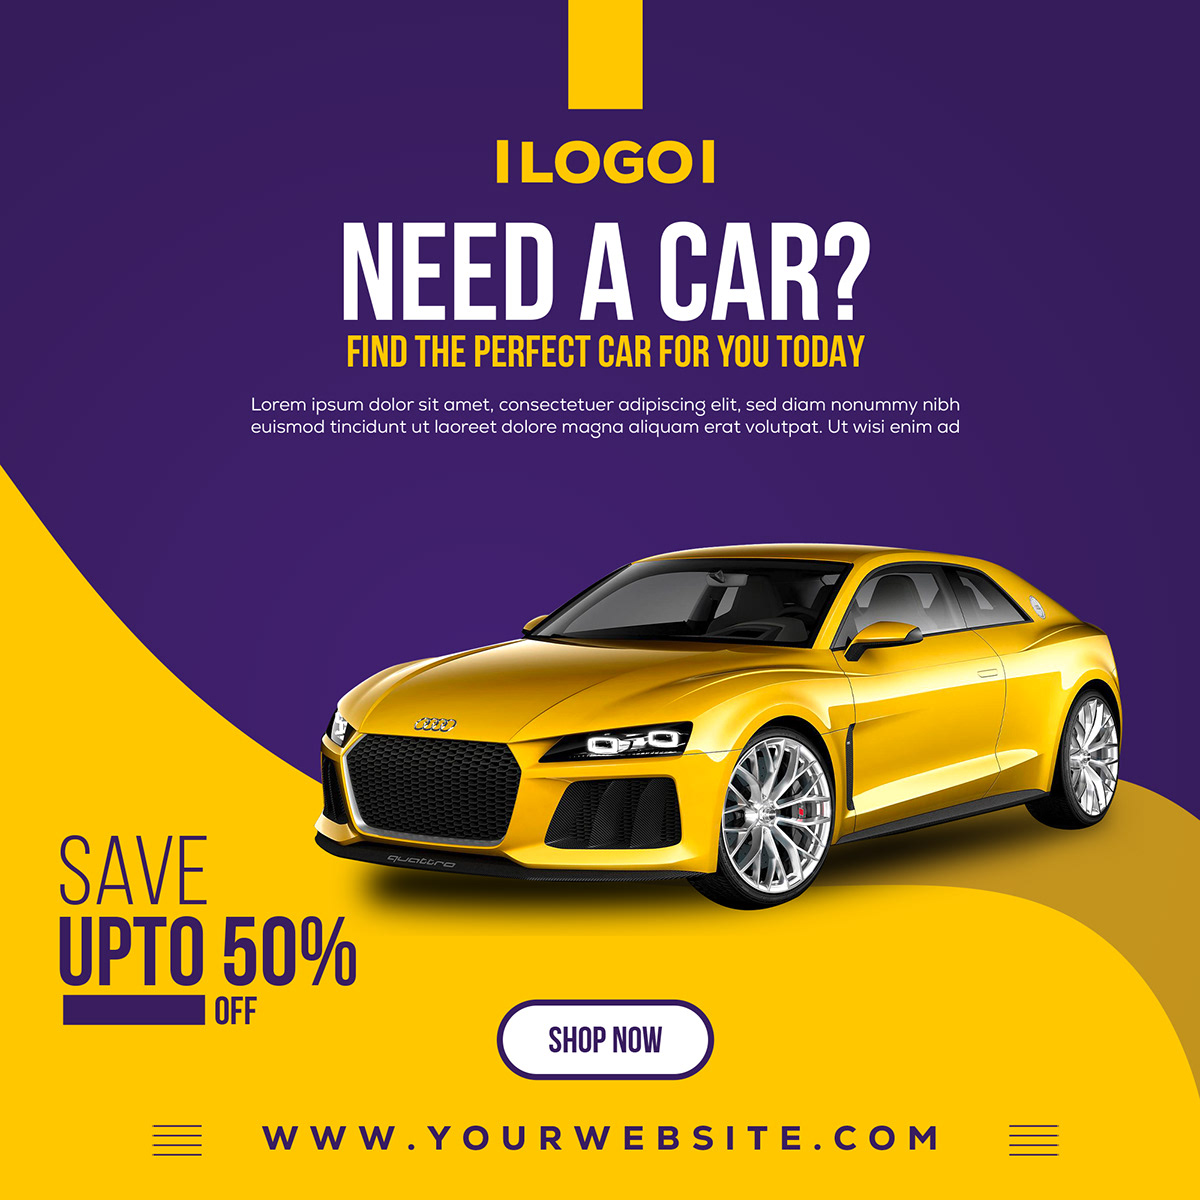 |LOGO|
NEED A CAR?
FIND THE PERFECT CAR FOR YOU TODAY
Lorem ipsum dolor sit amet, consectetuer adipiscing elit, sed diam nonummy nibh
euismod tincidunt ut laoreet dolore magna aliquam erat volutpat. Ut wisi enim ad
quattro
SAVE
UPTO 50%
OFF
SHOP NOW
WWW.YOURWEBSITE.COM